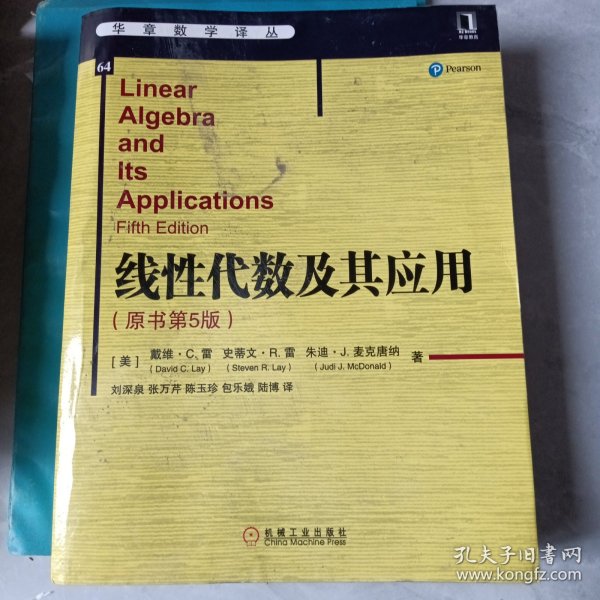 华章数学译丛
华章教育
64
Pearson
Linear
Algebra
and
Its
Applications
Fifth Edition
线性代数及其应用
（原书第5版）
[美] 戴维·C. 雷 史蒂文·R. 雷 朱迪·J. 麦克唐纳 著
(David C. Lay) (Steven R. Lay) (Judi J. McDonald)
刘深泉 张万芹 陈玉珍 包乐娥 陆博 译
机械工业出版社
China Machine Press
孔夫子旧书网
www.kongfz.com